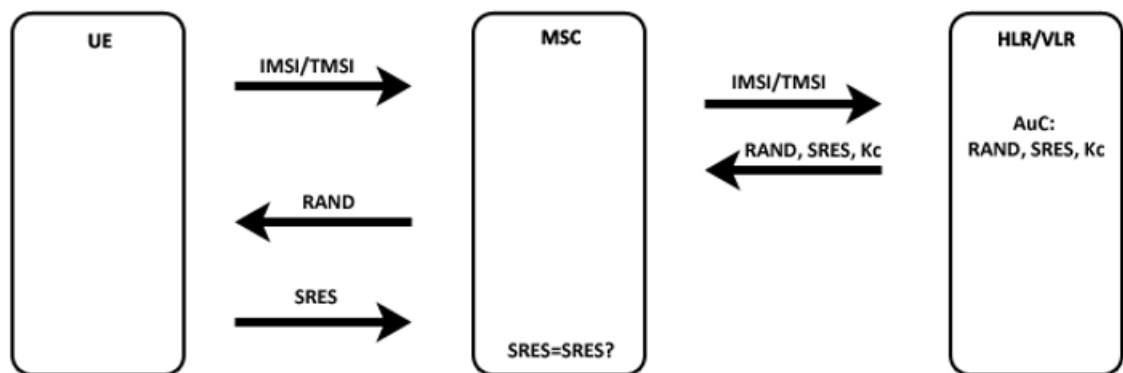 UE
MSC
HLR/VLR
IMSI/TMSI
IMSI/TMSI
AuC:
RAND, SRES, Kc
RAND, SRES, Kc
RAND
SRES
SRES=SRES?